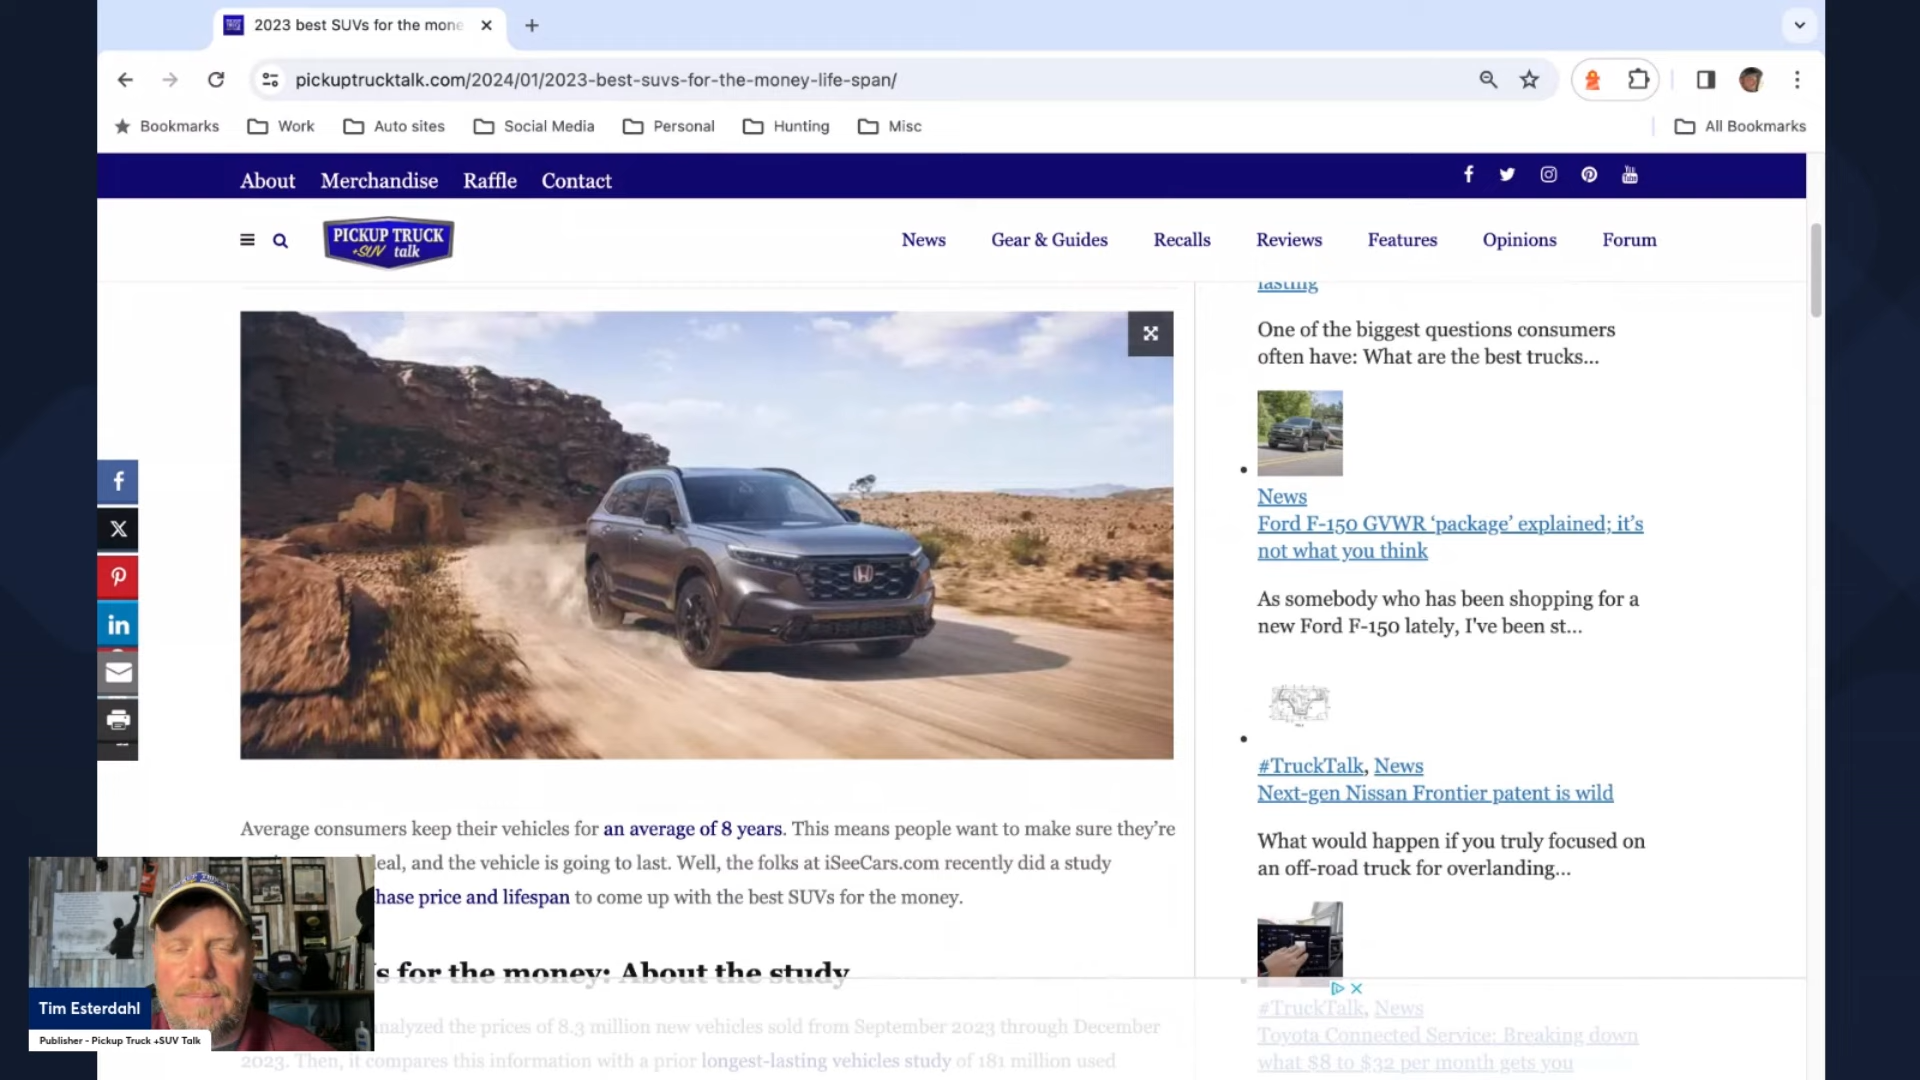 2023 best SUVs for the mone
pickuptrucktalk.com/2024/01/2023-best-suvs-for-the-money-life-span/
Bookmarks
Work
Auto sites
Social Media
Personal
Hunting
Misc
All Bookmarks
About
Merchandise
Raffle
Contact
PICKUP TRUCK
+SUV talk
News
Gear & Guides
Recalls
Reviews
Features
Opinions
Forum
Average consumers keep their vehicles for an average of 8 years. This means people want to make sure they're
leal, and the vehicle is going to last. Well, the folks at iSeeCars.com recently did a study
hase price and lifespan to come up with the best SUVs for the money.
s for the money: About the study
nalyzed the prices of 8.3 million new vehicles sold from September 2023 through December
2023. Then, it compares this information with a prior longest-lasting vehicles study of 181 million used
lasting
One of the biggest questions consumers
often have: What are the best trucks...
News
Ford F-150 GVWR ‘package’ explained; it’s
not what you think
As somebody who has been shopping for a
new Ford F-150 lately, I've been st...
#TruckTalk, News
Next-gen Nissan Frontier patent is wild
What would happen if you truly focused on
an off-road truck for overlanding...
#TruckTalk, News
Toyota Connected Service: Breaking down
what $8 to $32 per month gets you
Tim Esterdahl
Publisher - Pickup Truck +SUV Talk